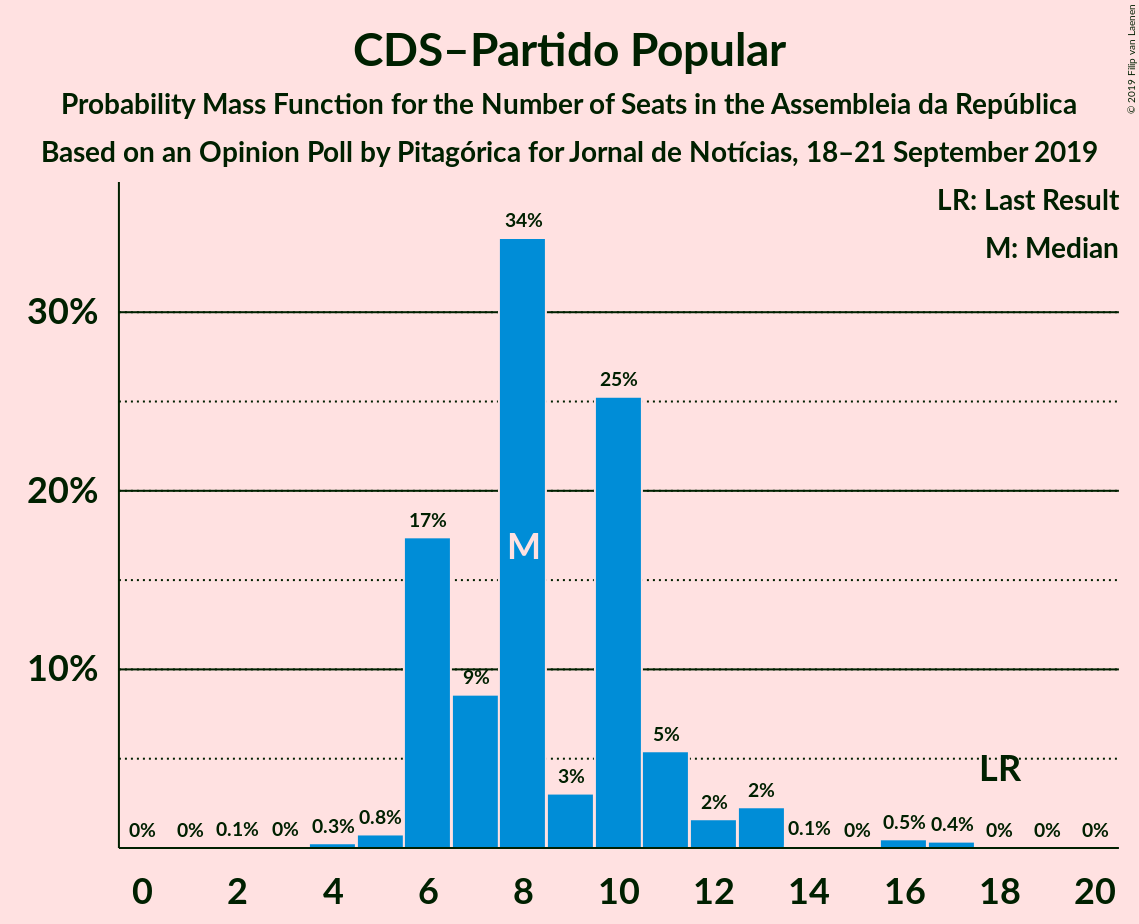 CDS–Partido Popular
Probability Mass Function for the Number of Seats in the Assembleia da República
Based on an Opinion Poll by Pitagórica for Jornal de Notícias, 18–21 September 2019
© 2019 Filip van Laenen
LR: Last Result
M: Median
34%
30%
25%
20%
17%
M
10%
9%
5%
LR
3%
2%
2%
0% 0% 0.1% 0% 0.3% 0.8% 0.1% 0% 0.5% 0.4% 0% 0% 0%
0 2 4 6 8 10 12 14 16 18 20